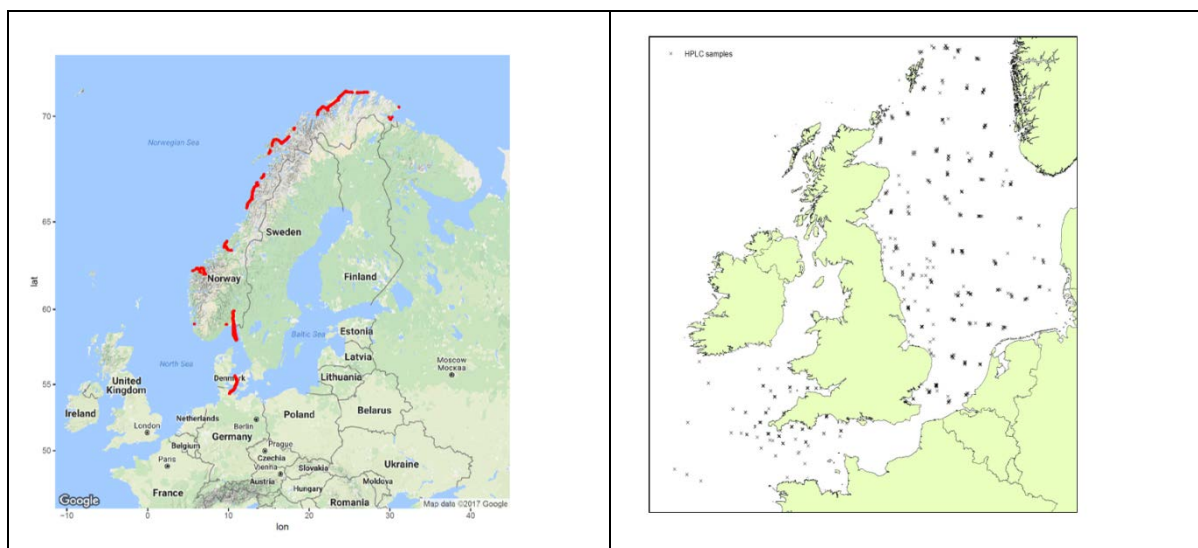 70
Norwegian Sea
65
Sweden
Finland
Norway
lat
60
Estonia
Baltic Sea
North Sea
Latvia
Moscow
Москва
Denmark
Lithuania
55
United
Kingdom
Ireland
Belarus
Netherlands
Berlin
Poland
London
Germany
Belgium
Prague
50
Paris
Czechia
Ukraine
Vienna
Slovakia
Austria
Moldova
France
Hungary
Romania
Google
Map data ©2017 Google
-10
0
10
20
30
40
lon
× HPLC samples